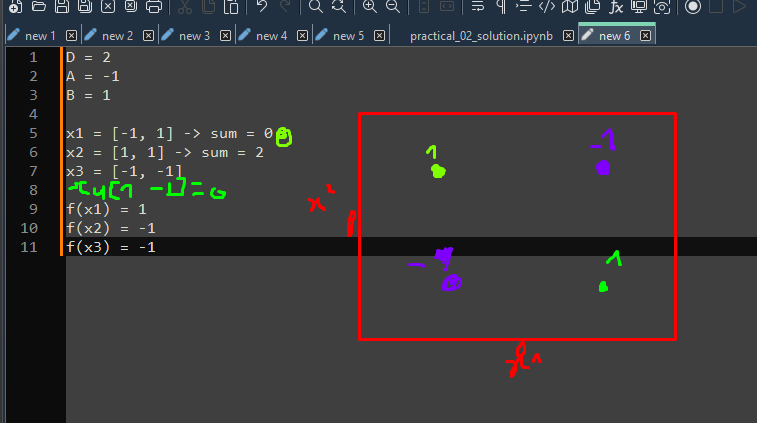 new 1 new 2 new 3 new 4 new 5 practical_02_solution.ipynb new 6
1 D = 2
2 A = -1
3 B = 1
4
5 x1 = [-1, 1] -> sum = 0
6 x2 = [1, 1] -> sum = 2
7 x3 = [-1, -1]
8 x4[1 -1]=0
9 f(x1) = 1
10 f(x2) = -1
11 f(x3) = -1
1 -1
1